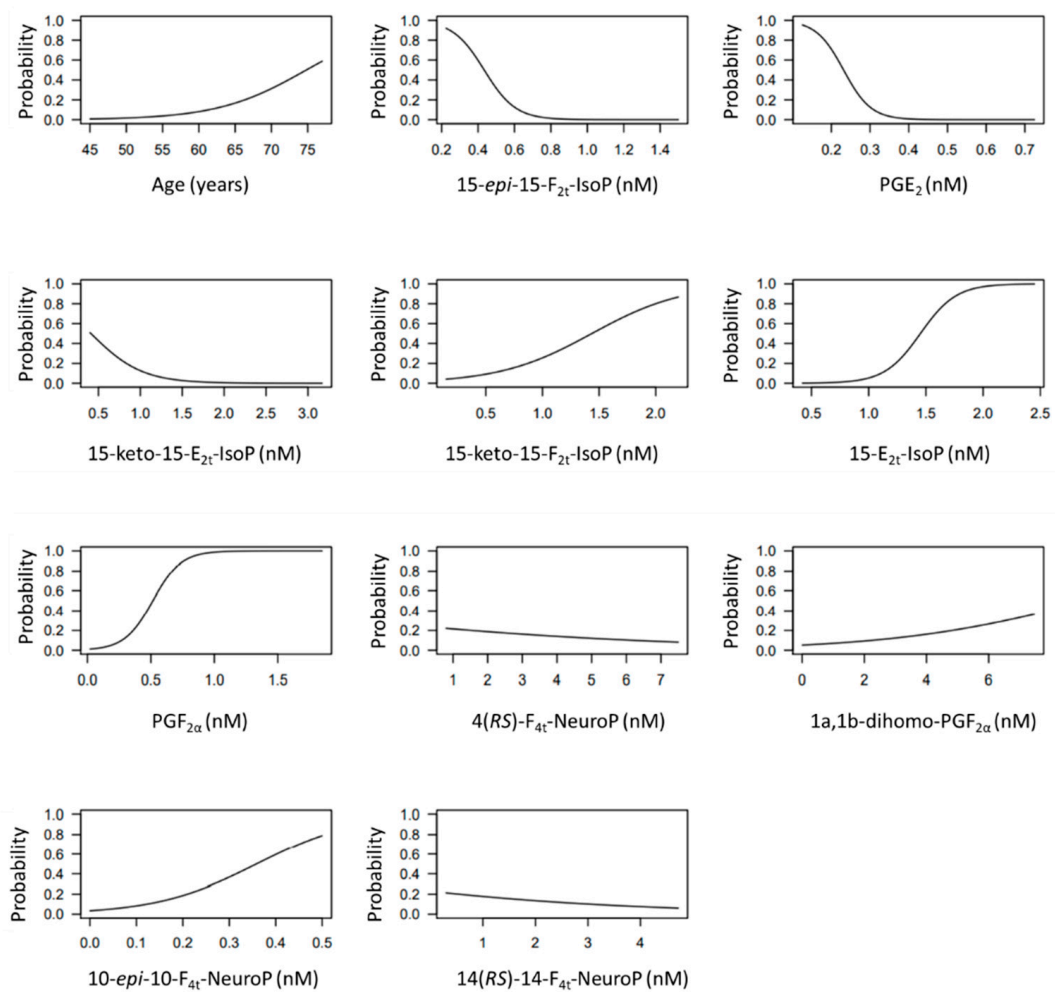 Probability
1.0
0.8
0.6
0.4
0.2
0.0
45 50 55 60 65 70 75
Age (years)
Probability
1.0
0.8
0.6
0.4
0.2
0.0
0.2 0.4 0.6 0.8 1.0 1.2 1.4
15-epi-15-F2t-IsoP (nM)
Probability
1.0
0.8
0.6
0.4
0.2
0.0
0.2 0.3 0.4 0.5 0.6 0.7
PGE2 (nM)
Probability
1.0
0.8
0.6
0.4
0.2
0.0
0.5 1.0 1.5 2.0 2.5 3.0
15-keto-15-E2t-IsoP (nM)
Probability
1.0
0.8
0.6
0.4
0.2
0.0
0.5 1.0 1.5 2.0
15-keto-15-F2t-IsoP (nM)
Probability
1.0
0.8
0.6
0.4
0.2
0.0
0.5 1.0 1.5 2.0 2.5
15-E2t-IsoP (nM)
Probability
1.0
0.8
0.6
0.4
0.2
0.0
0.0 0.5 1.0 1.5
PGF2α (nM)
Probability
1.0
0.8
0.6
0.4
0.2
0.0
1 2 3 4 5 6 7
4(RS)-F4t-NeuroP (nM)
Probability
1.0
0.8
0.6
0.4
0.2
0.0
0 2 4 6
1a,1b-dihomo-PGF2α (nM)
Probability
1.0
0.8
0.6
0.4
0.2
0.0
0.0 0.1 0.2 0.3 0.4 0.5
10-epi-10-F4t-NeuroP (nM)
Probability
1.0
0.8
0.6
0.4
0.2
0.0
1 2 3 4
14(RS)-14-F4t-NeuroP (nM)